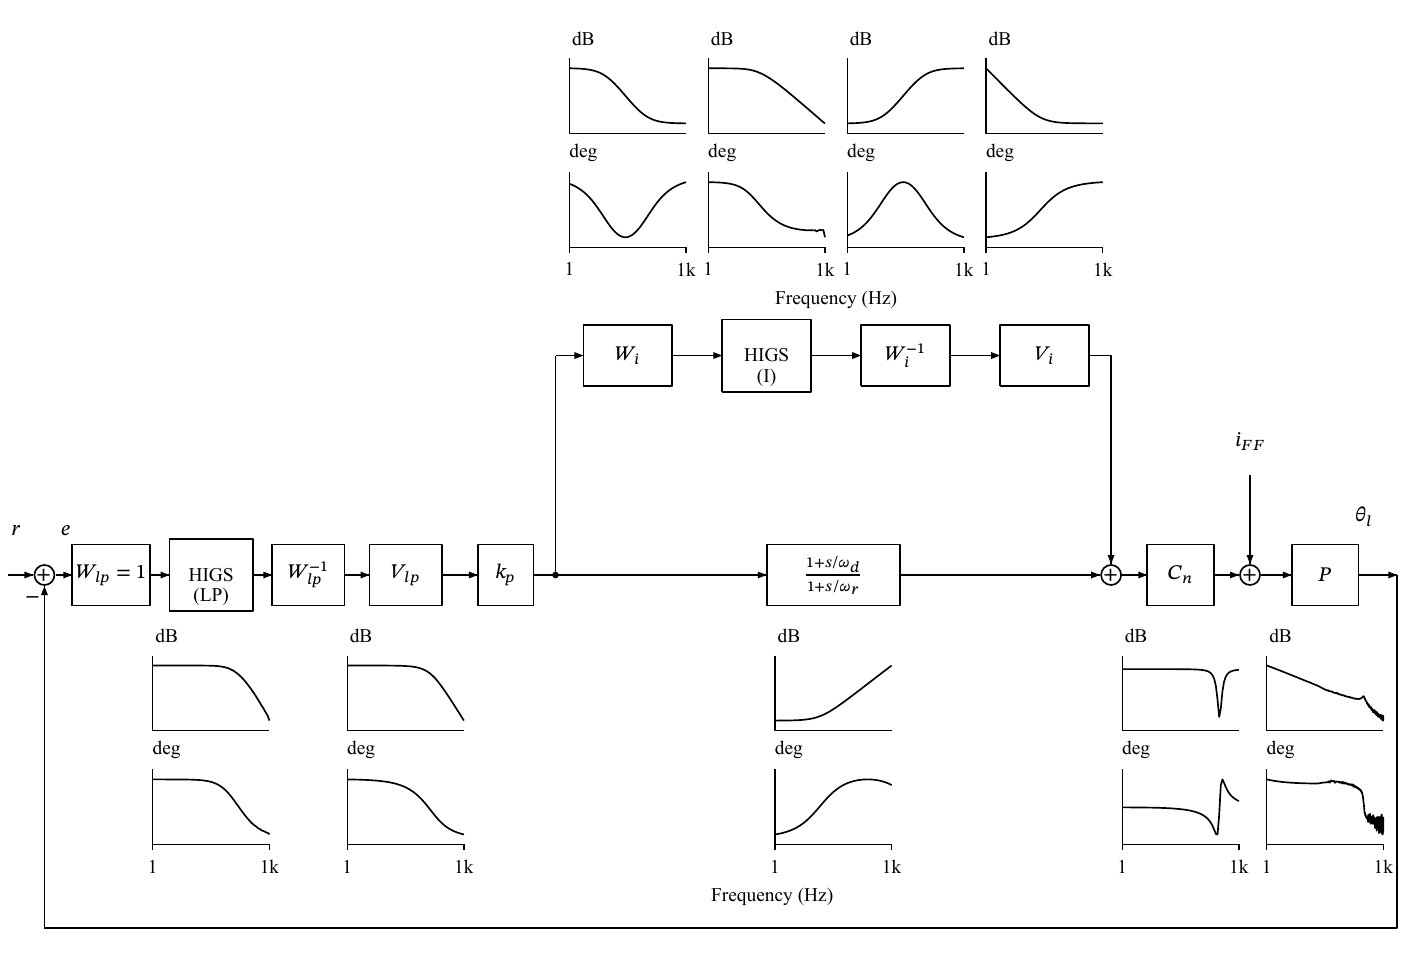 dB dB dB dB
deg deg deg deg
1 1k 1 1k 1 1k 1 1k
Frequency (Hz)
W_i HIGS (I) W_i^{-1} V_i
i_{FF}
r e θ_l
+ W_{lp} = 1 HIGS (LP) W_{lp}^{-1} V_{lp} k_p \frac{1+s/ω_d}{1+s/ω_r} + C_n + P
−
dB dB dB dB dB
deg deg deg deg deg
1 1k 1 1k 1 1k 1 1k 1 1k
Frequency (Hz)